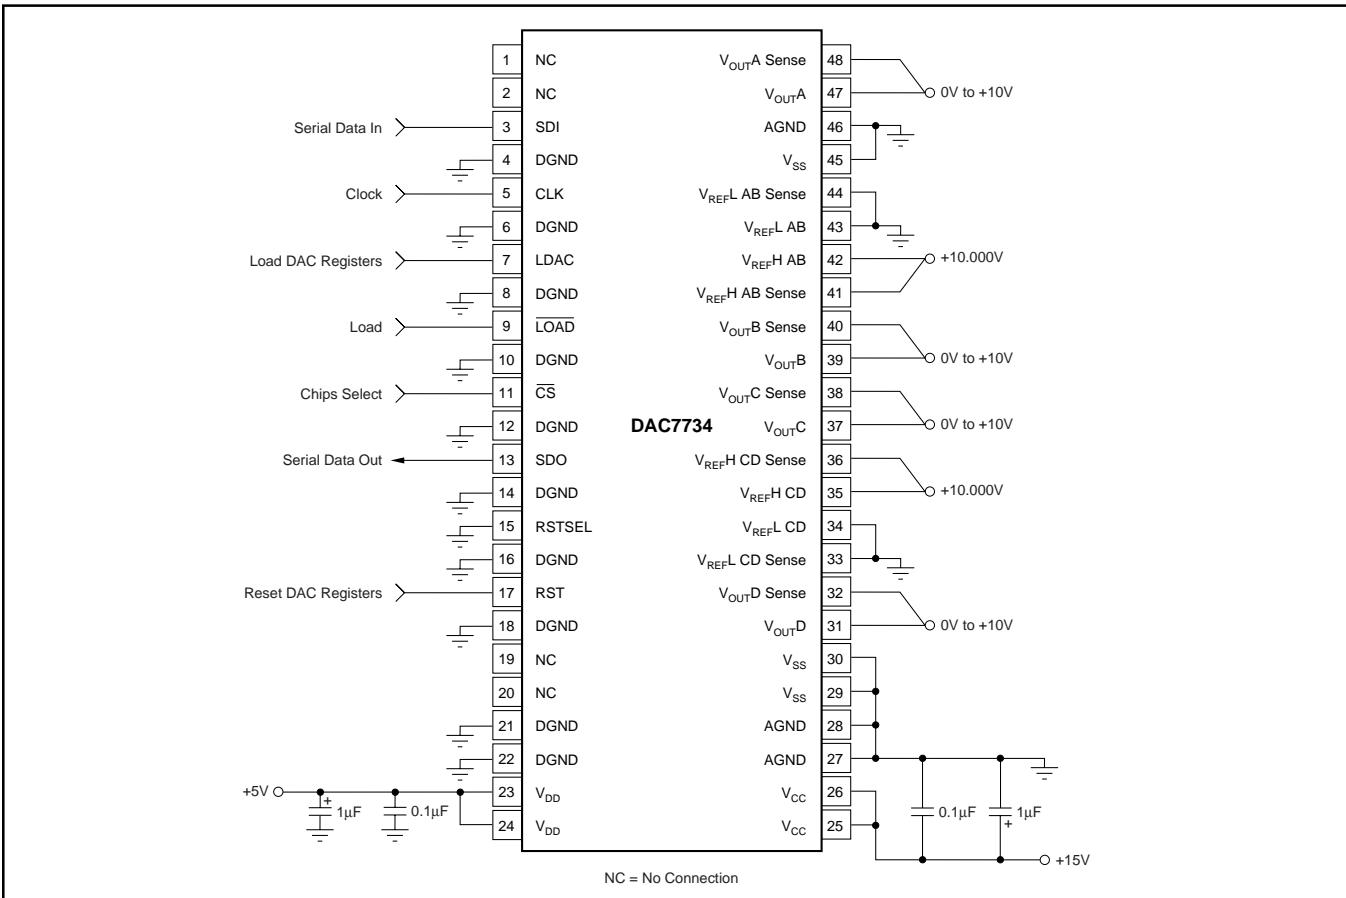 1 NC VOUTA Sense 48
2 NC VOUTA 47 0V to +10V
Serial Data In 3 SDI AGND 46
4 DGND VSS 45
Clock 5 CLK VREFL AB Sense 44
6 DGND VREFL AB 43
Load DAC Registers 7 LDAC VREFH AB 42 +10.000V
8 DGND VREFH AB Sense 41
Load 9 LOAD VOUTB Sense 40
10 DGND VOUTB 39 0V to +10V
Chips Select 11 CS VOUTC Sense 38
12 DGND DAC7734 VOUTC 37 0V to +10V
Serial Data Out 13 SDO VREFH CD Sense 36
14 DGND VREFH CD 35 +10.000V
15 RSTSEL VREFL CD 34
16 DGND VREFL CD Sense 33
Reset DAC Registers 17 RST VOUTD Sense 32
18 DGND VOUTD 31 0V to +10V
19 NC VSS 30
20 NC VSS 29
21 DGND AGND 28
22 DGND AGND 27
+5V 23 VDD VCC 26
+ 1µF 0.1µF 0.1µF 1µF +
24 VDD VCC 25
+15V
NC = No Connection